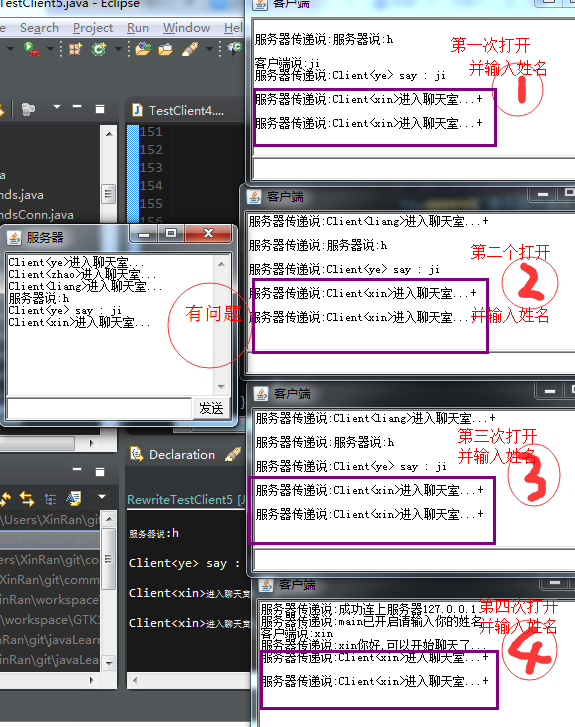 TestClient5.java - Eclipse
Search Project Run Window
TestClient4....
151
152
153
154
155
156
nds.java
ndsConn.java
服务器
Client<ye>进入聊天室...
Client<zhao>进入聊天室...
Client<liang>进入聊天室...
服务器说:h
Client<ye> say : ji
Client<xin>进入聊天室...
发送
有问题
Declaration
RewriteTestClient5 [J
服务器说:h
Client<ye> say :
Client<xin>进入聊天室
Client<xin>进入聊天室
\Users\XinRan\git
ers\XinRan\git\comm
XinRan\workspace\
n\workspace\GTK
nRan\git\javaLearn
Ran\git\javaLea
客户端
服务器传递说:服务器说:h
客户端说:ji
服务器传递说:Client<ye> say : ji
服务器传递说:Client<xin>进入聊天室...+
服务器传递说:Client<xin>进入聊天室...+
第一次打开
并输入姓名
1
客户端
服务器传递说:Client<liang>进入聊天室...+
服务器传递说:服务器说:h
服务器传递说:Client<ye> say : ji
服务器传递说:Client<xin>进入聊天室...+
服务器传递说:Client<xin>进入聊天室...+
第二个打开
2
并输入姓名
客户端
服务器传递说:Client<liang>进入聊天室...+
服务器传递说:服务器说:h
服务器传递说:Client<ye> say : ji
服务器传递说:Client<xin>进入聊天室...+
服务器传递说:Client<xin>进入聊天室...+
第三次打开
并输入姓名
3
客户端
服务器传递说:成功连上服务器127.0.0.1
服务器传递说:main已开启请输入你的姓名
客户端说:xin
服务器传递说:xin你好,可以开始聊天了...
服务器传递说:Client<xin>进入聊天室...+
服务器传递说:Client<xin>进入聊天室...+
第四次打开
并输入姓名
4